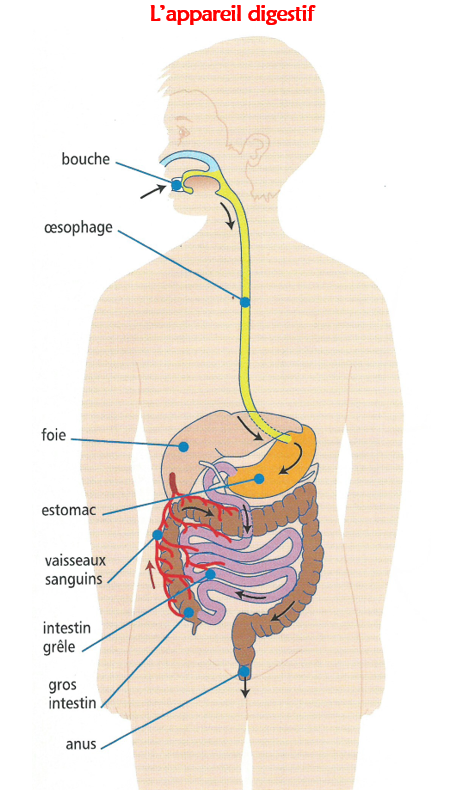 L'appareil digestif
bouche
œsophage
foie
estomac
vaisseaux
sanguins
intestin
grêle
gros
intestin
anus